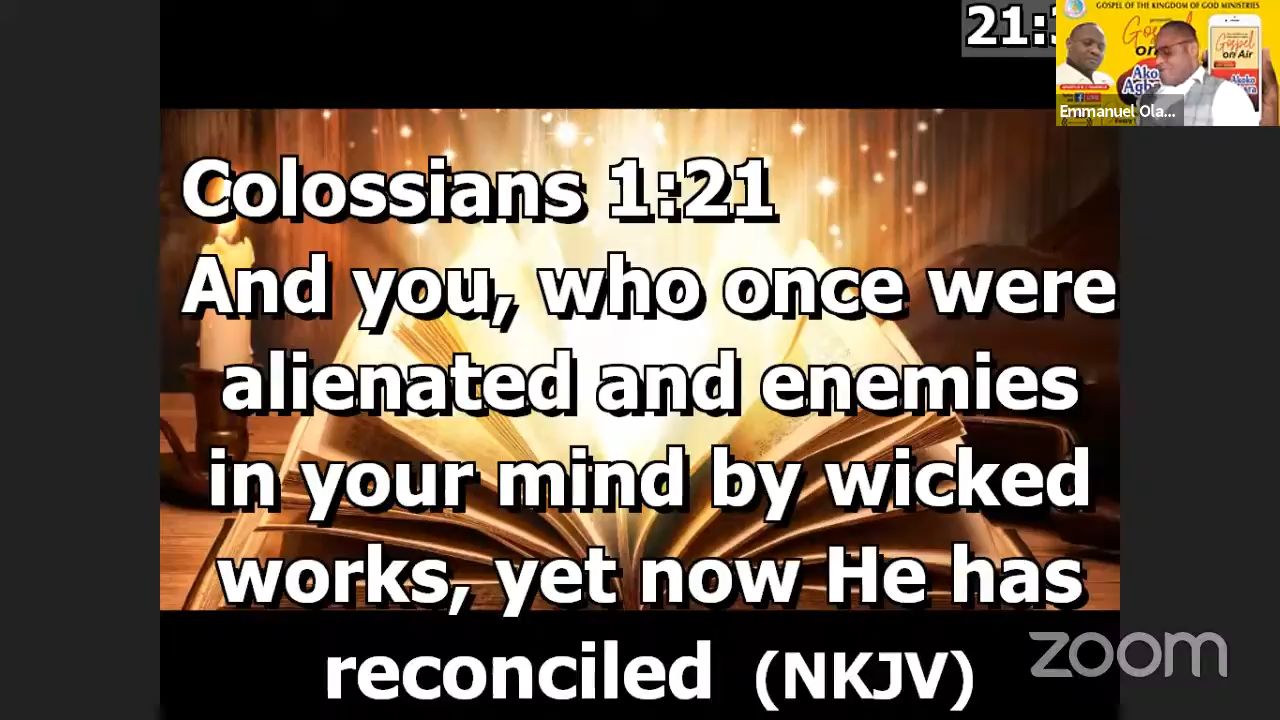 21:3
GOSPEL OF THE KINGDOM OF GOD MINISTRIES
Gospel
on Air
Emmanuel Ola...
Colossians 1:21
And you, who once were
alienated and enemies
in your mind by wicked
works, yet now He has
reconciled (NKJV)
zoom